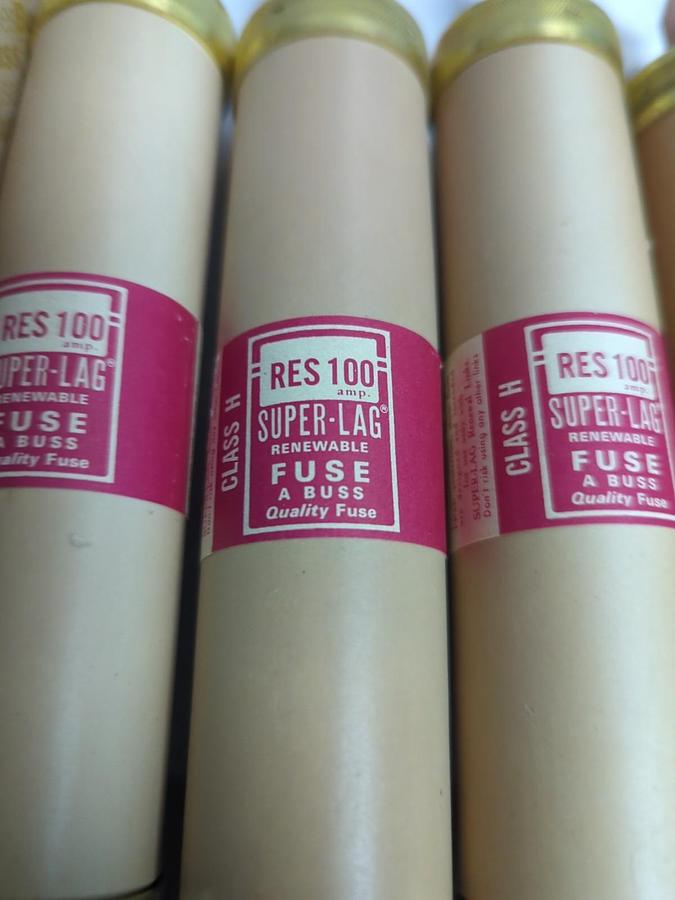 RES 100
amp.
SUPER-LAG®
RENEWABLE
FUSE
A BUSS
Quality Fuse
CLASS H
RES 100
amp.
SUPER-LAG®
RENEWABLE
FUSE
A BUSS
Quality Fuse
SUPER-LAG Renewal Links
Don't risk using any other links
CLASS H
RES 100
amp.
SUPER-LAG®
RENEWABLE
FUSE
A BUSS
Quality Fuse